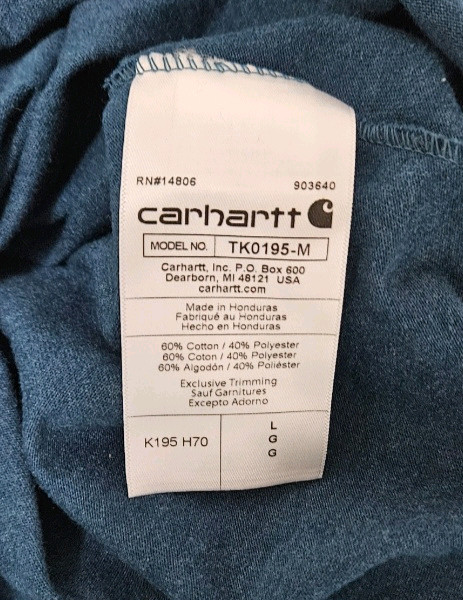 RN#14806 903640
carhartt
MODEL NO. TK0195-M
Carhartt, Inc. P.O. Box 600
Dearborn, MI 48121 USA
carhartt.com
Made in Honduras
Fabriqué au Honduras
Hecho en Honduras
60% Cotton / 40% Polyester
60% Coton / 40% Polyester
60% Algodón / 40% Poliéster
Exclusive Trimming
Sauf Garnitures
Excepto Adorno
K195 H70
L
G
G